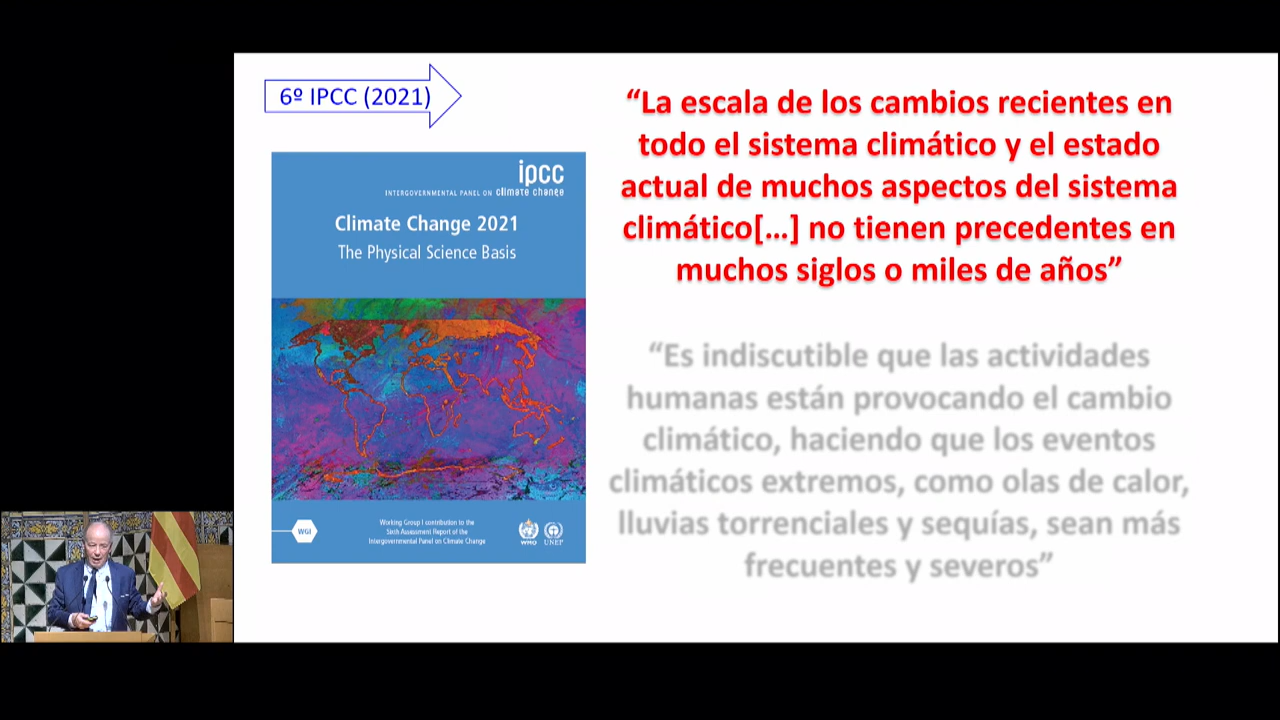 6º IPCC (2021)
ipcc
INTERGOVERNMENTAL PANEL ON climate change
Climate Change 2021
The Physical Science Basis
WGI
Working Group I contribution to the
Sixth Assessment Report of the
Intergovernmental Panel on Climate Change
WMO
UNEP
“La escala de los cambios recientes en
todo el sistema climático y el estado
actual de muchos aspectos del sistema
climático[…] no tienen precedentes en
muchos siglos o miles de años”
“Es indiscutible que las actividades
humanas están provocando el cambio
climático, haciendo que los eventos
climáticos extremos, como olas de calor,
lluvias torrenciales y sequías, sean más
frecuentes y severos”